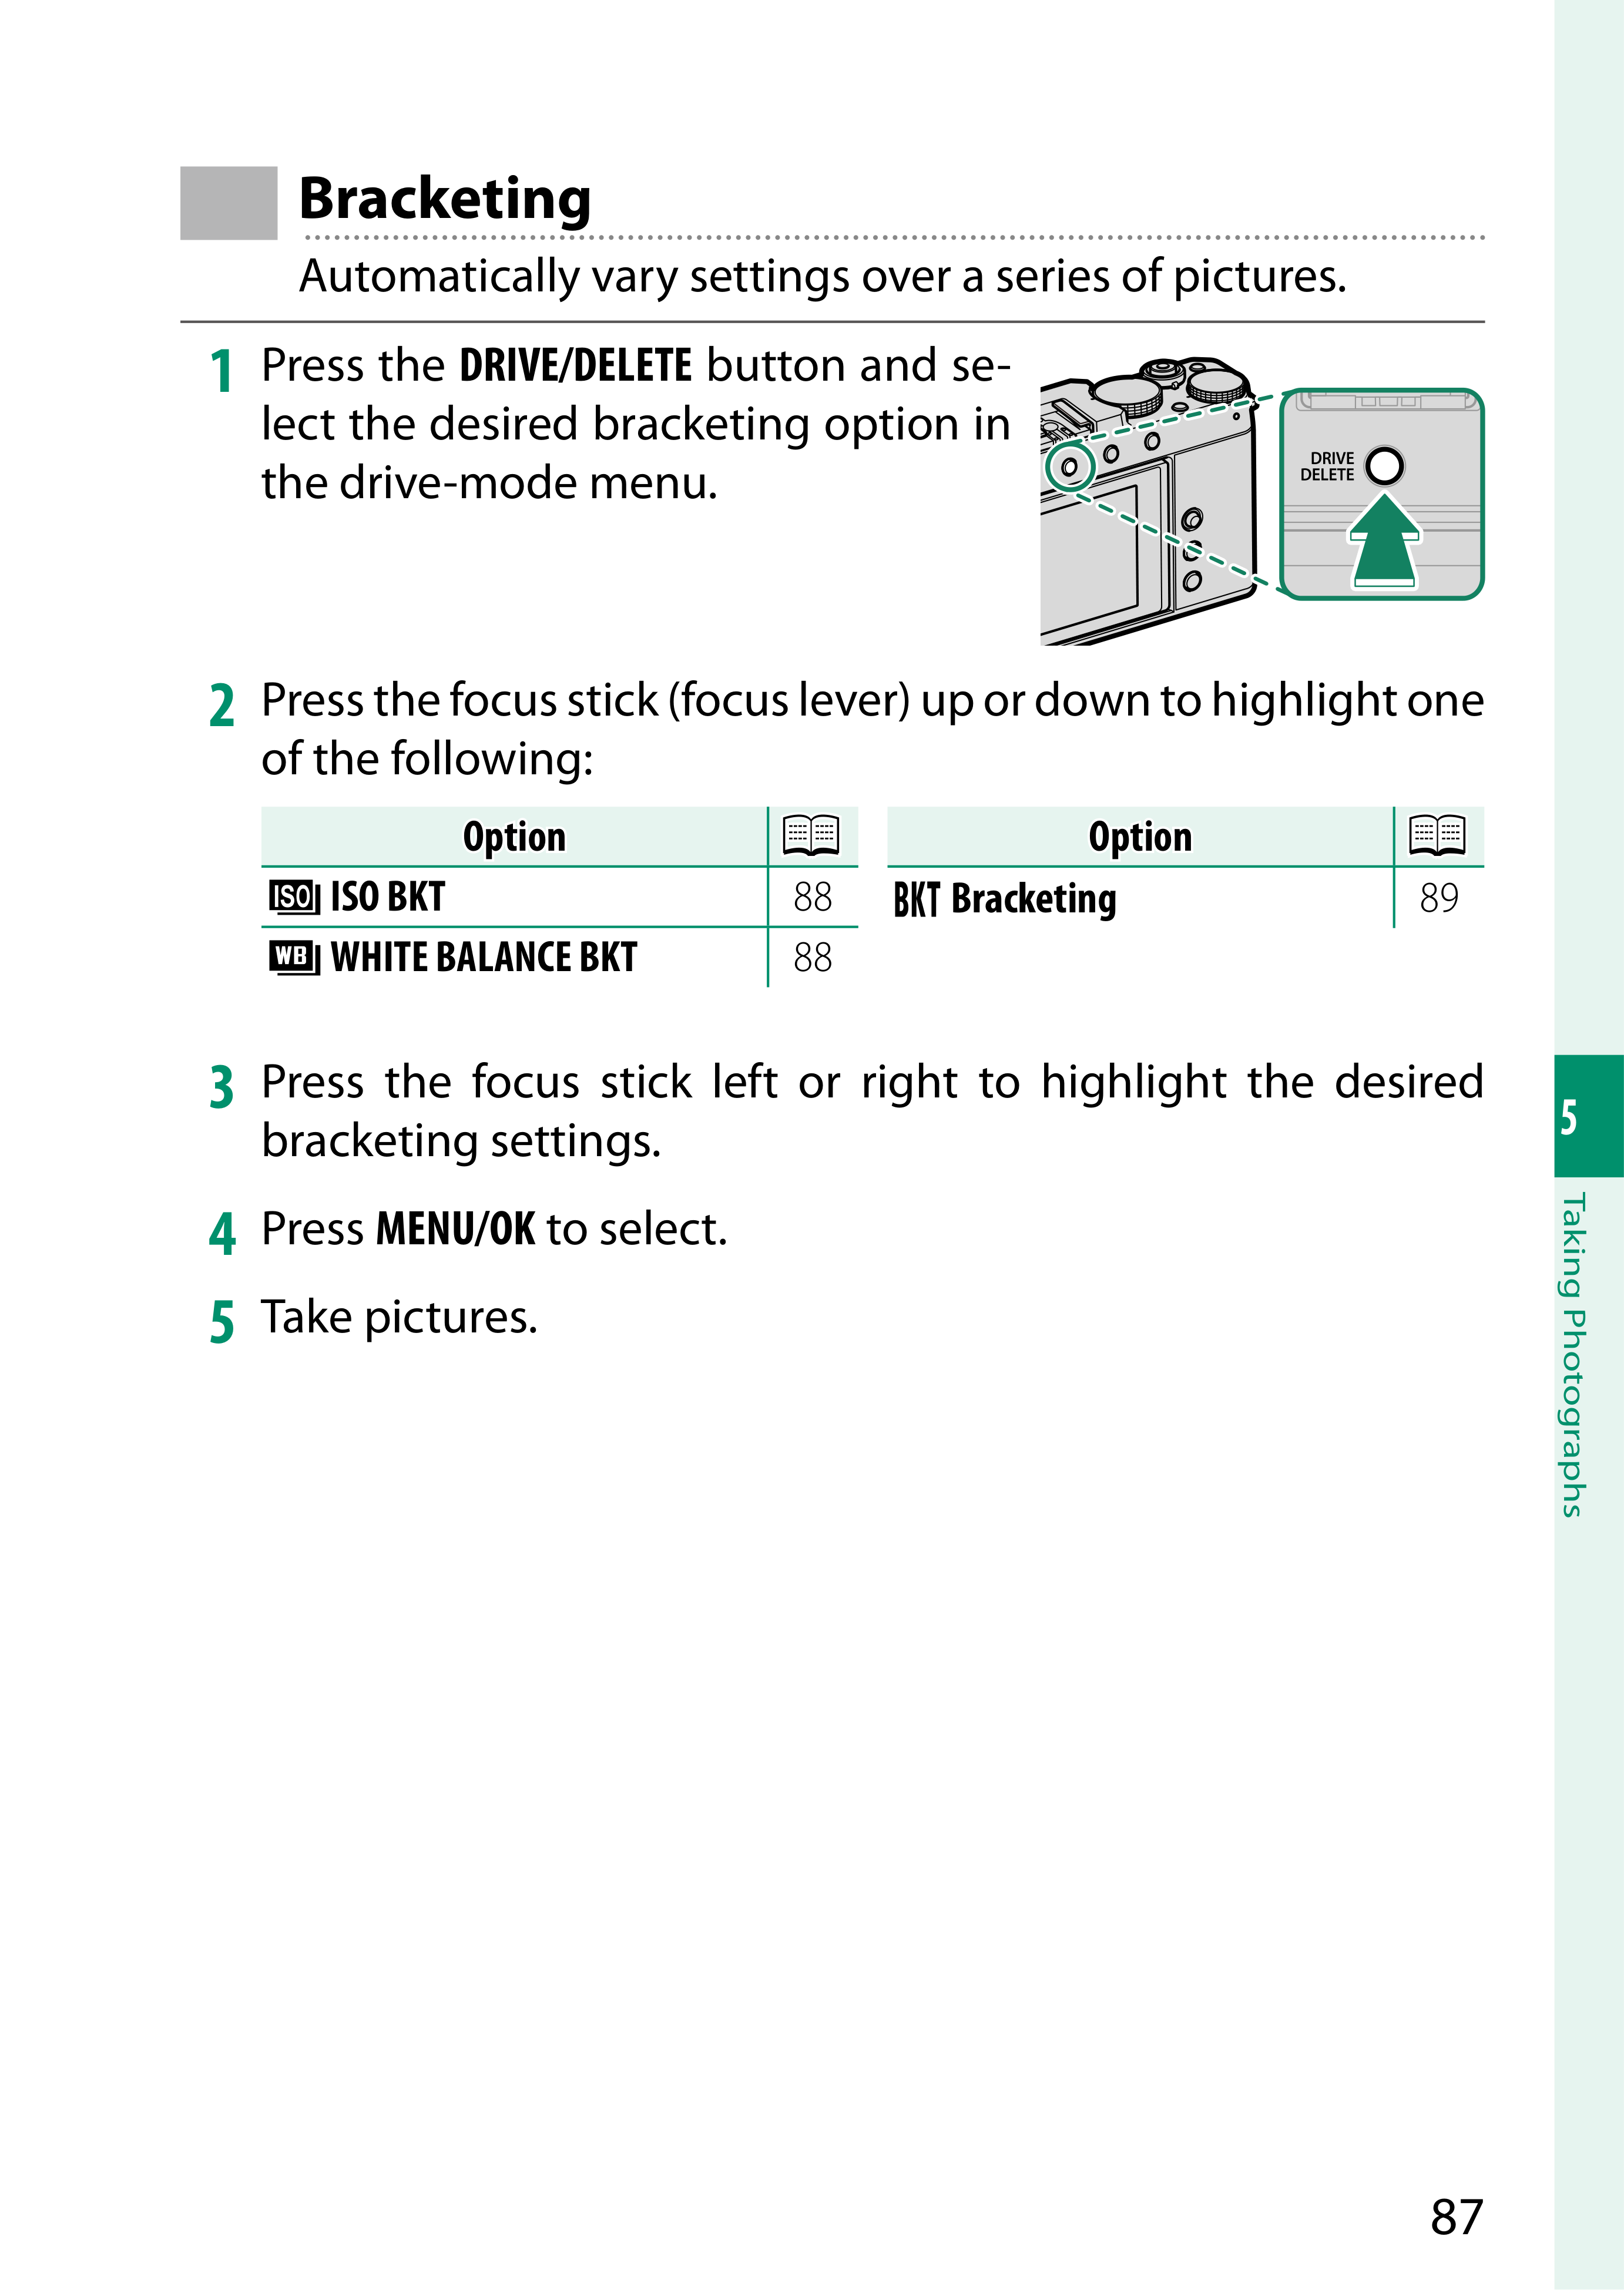 Bracketing
Automatically vary settings over a series of pictures.
1 Press the DRIVE/DELETE button and se-
lect the desired bracketing option in
the drive-mode menu.
DRIVE
DELETE
2 Press the focus stick (focus lever) up or down to highlight one
of the following:
Option
ISO ISO BKT 88
WB WHITE BALANCE BKT 88
Option
BKT Bracketing 89
3 Press the focus stick left or right to highlight the desired
bracketing settings.
4 Press MENU/OK to select.
5 Take pictures.
5
Taking Photographs
87